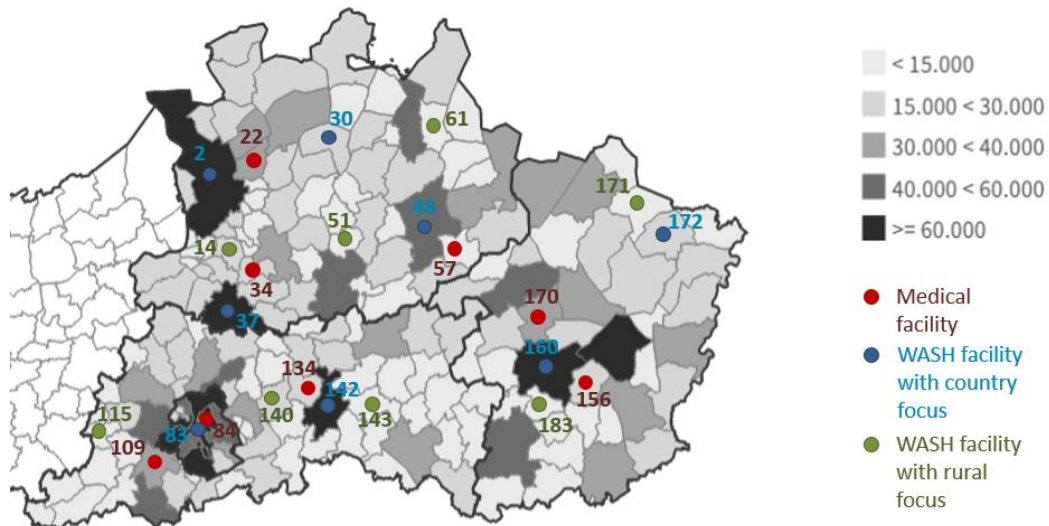 < 15.000
15.000 < 30.000
30.000 < 40.000
40.000 < 60.000
>= 60.000
Medical
facility
WASH facility
with country
focus
WASH facility
with rural
focus
30
61
22
2
171
51
48
172
14
57
34
170
37
160
134
142
156
115
140
143
183
83
84
109